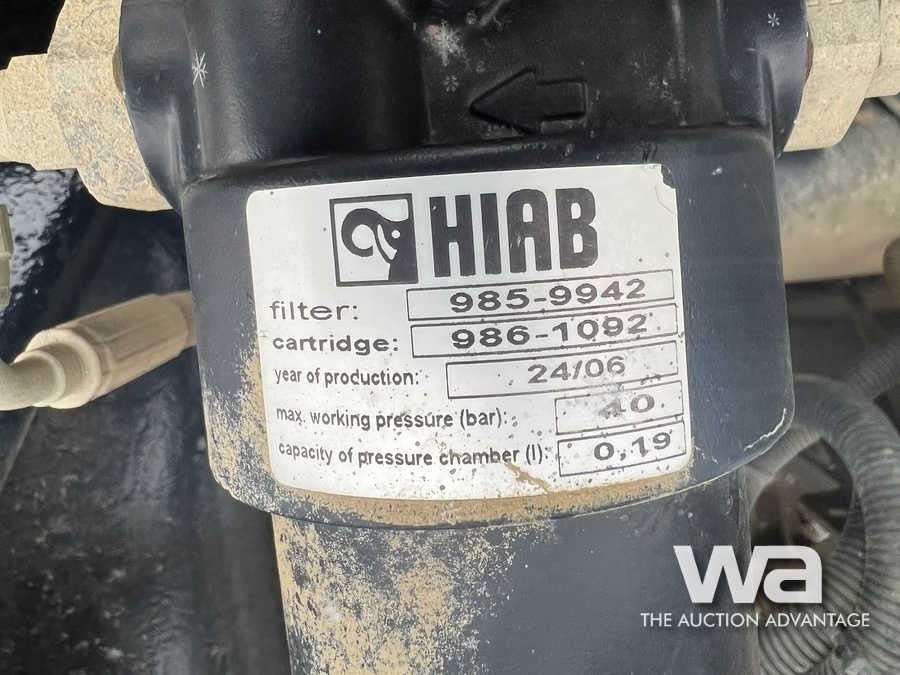 HIAB
filter: 985-9942
cartridge: 986-1092
year of production: 24/06
max. working pressure (bar): 40
capacity of pressure chamber (l): 0,19
wa
THE AUCTION ADVANTAGE